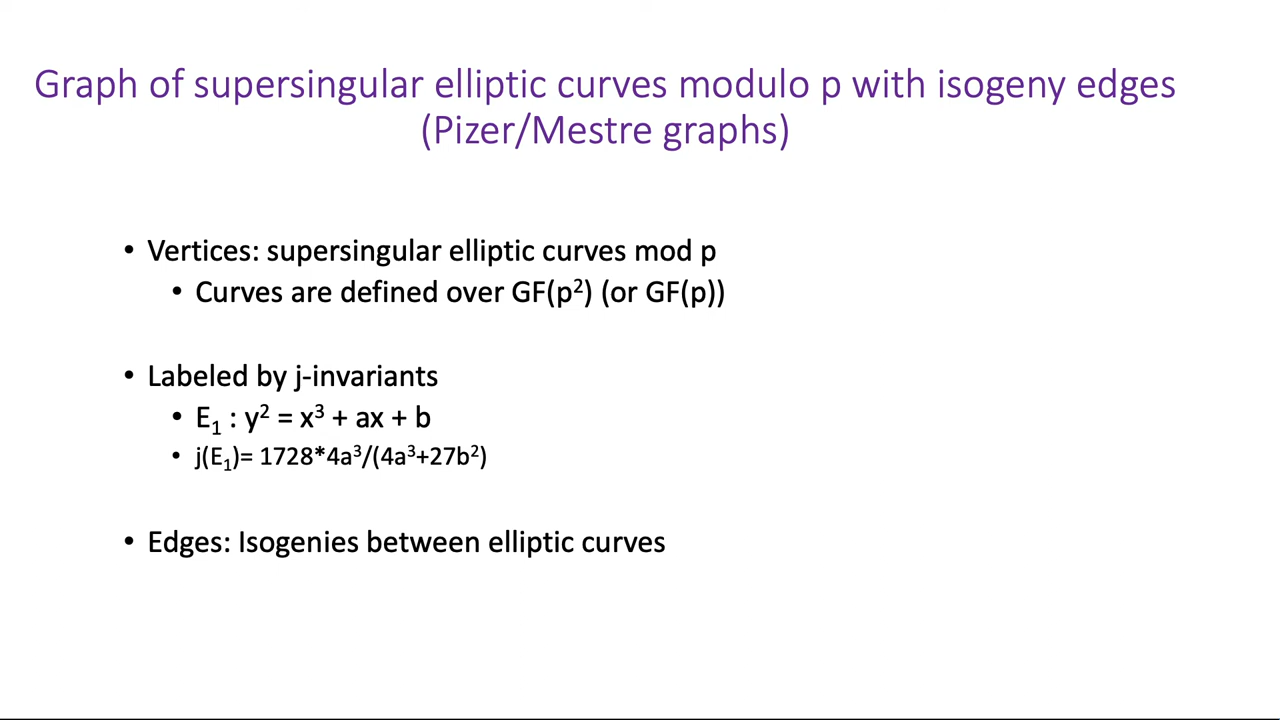 Graph of supersingular elliptic curves modulo p with isogeny edges
(Pizer/Mestre graphs)
• Vertices: supersingular elliptic curves mod p
• Curves are defined over GF(p²) (or GF(p))
• Labeled by j-invariants
• E₁ : y² = x³ + ax + b
• j(E₁)= 1728*4a³/(4a³+27b²)
• Edges: Isogenies between elliptic curves